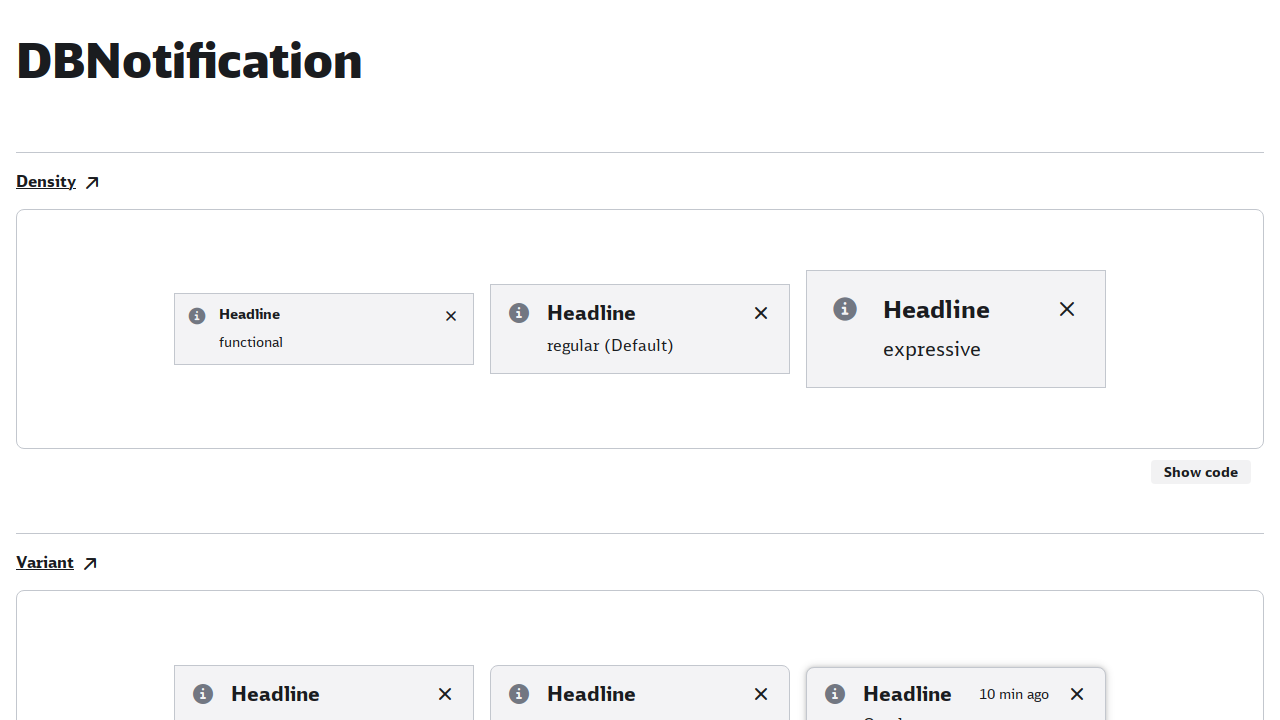 DBNotification
Density
Headline
functional
Headline
regular (Default)
Headline
expressive
Show code
Variant
Headline
Headline
Headline 10 min ago